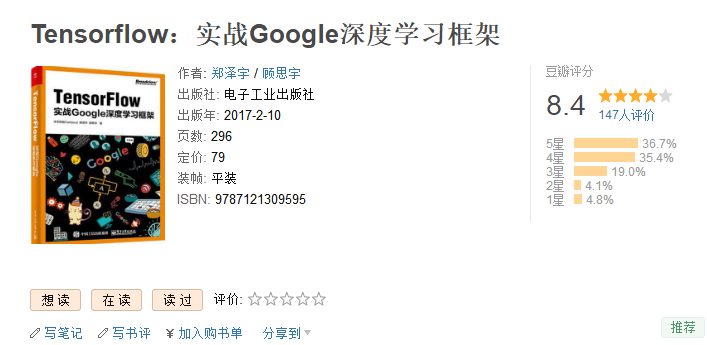 Tensorflow：实战Google深度学习框架
TensorFlow
实战Google深度学习框架
Google
作者: 郑泽宇 / 顾思宇
出版社: 电子工业出版社
出版年: 2017-2-10
页数: 296
定价: 79
装帧: 平装
ISBN: 9787121309595
豆瓣评分
8.4
147人评价
5星 36.7%
4星 35.4%
3星 19.0%
2星 4.1%
1星 4.8%
想读 在读 读过 评价:
写笔记 写书评 ¥ 加入购书单 分享到
推荐